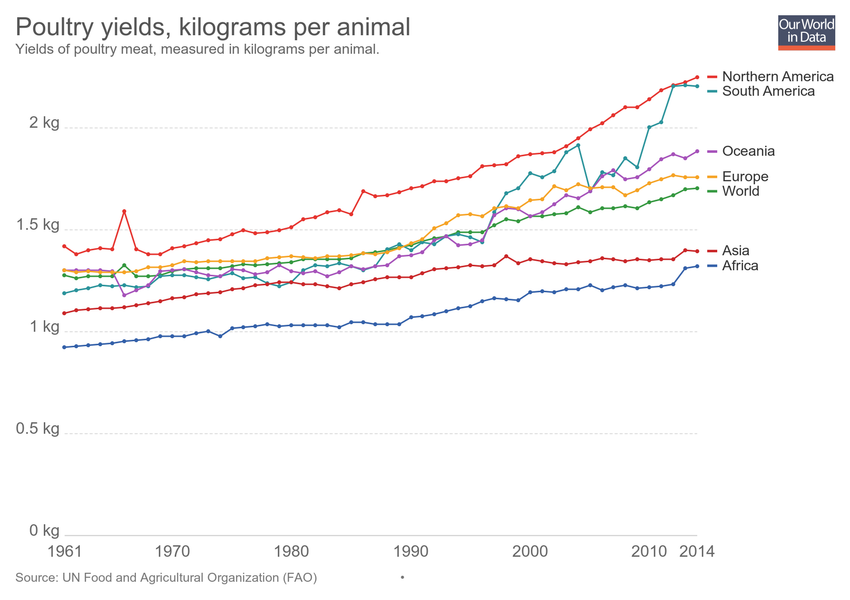 Poultry yields, kilograms per animal
Yields of poultry meat, measured in kilograms per animal.
Our World
in Data
Northern America
South America
2 kg
Oceania
Europe
World
1.5 kg
Asia
Africa
1 kg
0.5 kg
0 kg
1961 1970 1980 1990 2000 2010 2014
Source: UN Food and Agricultural Organization (FAO) •